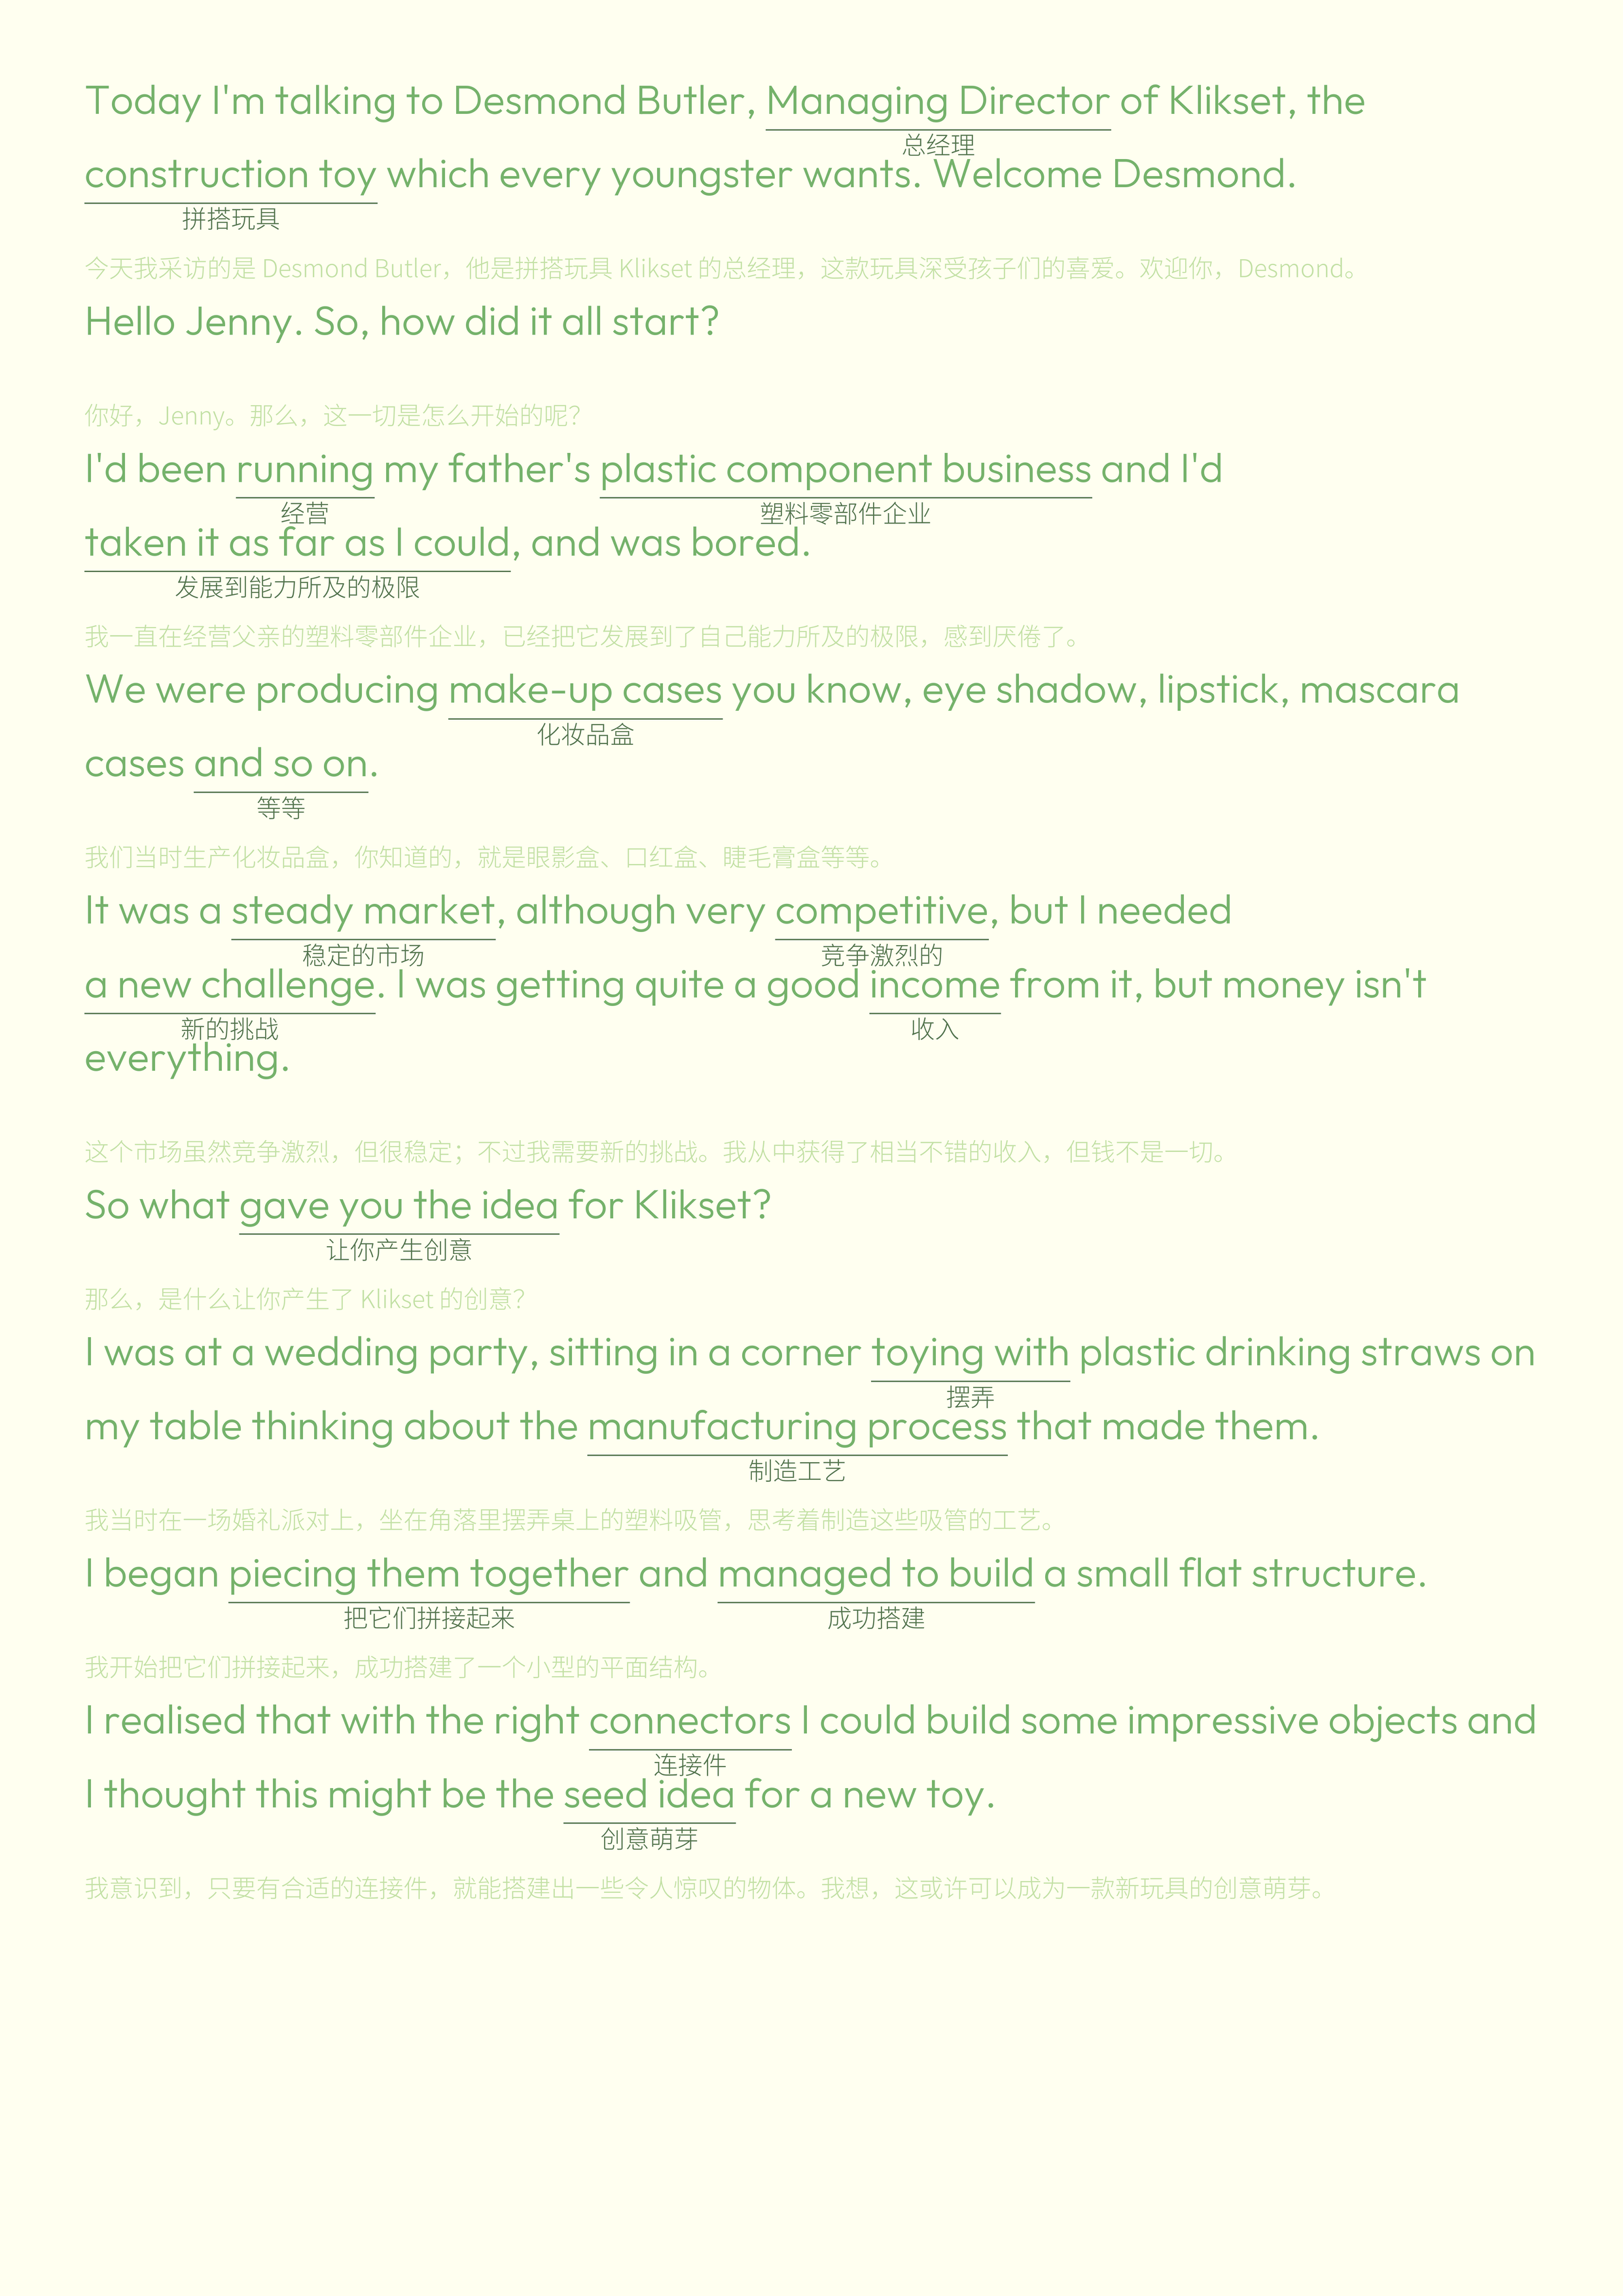 Today I'm talking to Desmond Butler, Managing Director of Klikset, the
总经理
construction toy which every youngster wants. Welcome Desmond.
拼搭玩具
今天我采访的是 Desmond Butler，他是拼搭玩具 Klikset 的总经理，这款玩具深受孩子们的喜爱。欢迎你，Desmond。
Hello Jenny. So, how did it all start?
你好，Jenny。那么，这一切是怎么开始的呢？
I'd been running my father's plastic component business and I'd
经营 塑料零部件企业
taken it as far as I could, and was bored.
发展到能力所及的极限
我一直在经营父亲的塑料零部件企业，已经把它发展到了自己能力所及的极限，感到厌倦了。
We were producing make-up cases you know, eye shadow, lipstick, mascara
化妆品盒
cases and so on.
等等
我们当时生产化妆品盒，你知道的，就是眼影盒、口红盒、睫毛膏盒等等。
It was a steady market, although very competitive, but I needed
稳定的市场 竞争激烈的
a new challenge. I was getting quite a good income from it, but money isn't
新的挑战 收入
everything.
这个市场虽然竞争激烈，但很稳定；不过我需要新的挑战。我从中获得了相当不错的收入，但钱不是一切。
So what gave you the idea for Klikset?
让你产生创意
那么，是什么让你产生了 Klikset 的创意？
I was at a wedding party, sitting in a corner toying with plastic drinking straws on
摆弄
my table thinking about the manufacturing process that made them.
制造工艺
我当时在一场婚礼派对上，坐在角落里摆弄桌上的塑料吸管，思考着制造这些吸管的工艺。
I began piecing them together and managed to build a small flat structure.
把它们拼接起来 成功搭建
我开始把它们拼接起来，成功搭建了一个小型的平面结构。
I realised that with the right connectors I could build some impressive objects and
连接件
I thought this might be the seed idea for a new toy.
创意萌芽
我意识到，只要有合适的连接件，就能搭建出一些令人惊叹的物体。我想，这或许可以成为一款新玩具的创意萌芽。